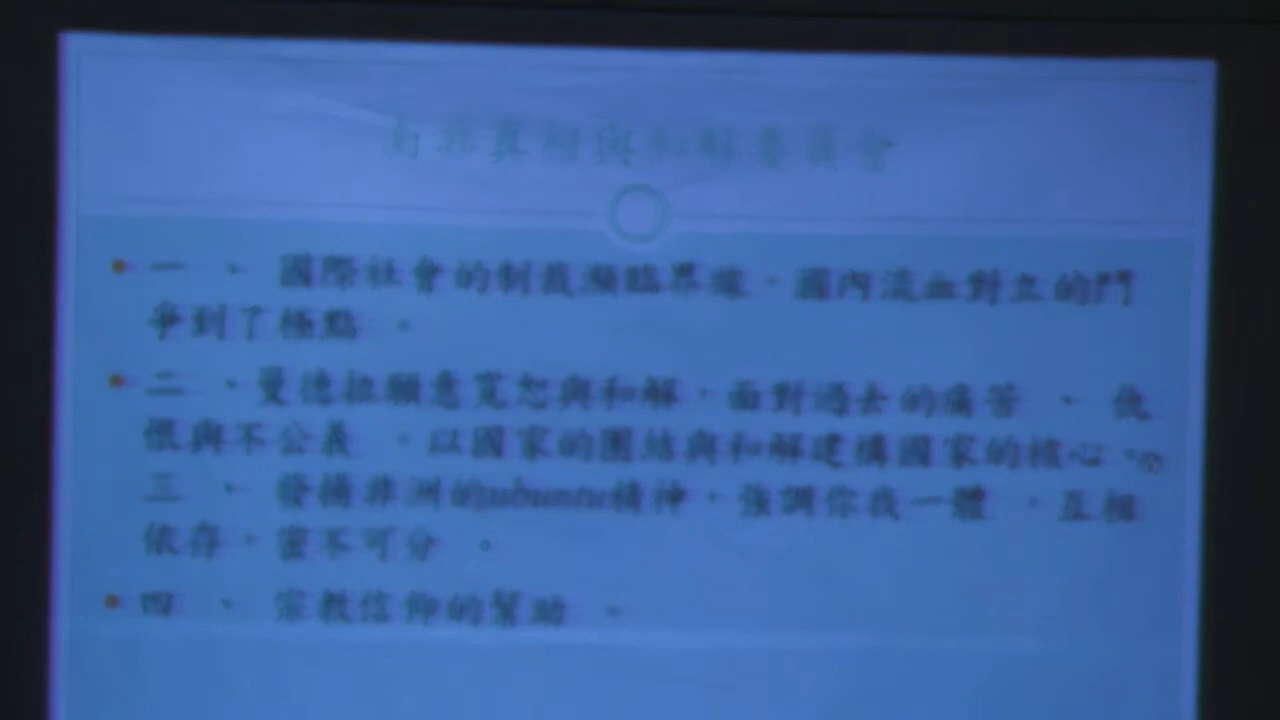 南非真相與和解委員會
一、國際社會的制裁瀕臨界線，國內流血對立的鬥
爭到了極點。
二、曼德拉願意寬恕與和解，面對過去的痛苦、仇
恨與不公義，以國家的團結與和解建構國家的核心。
三、發揚非洲的ubuntu精神，強調你我一體，互相
依存，密不可分。
四、宗教信仰的幫助。